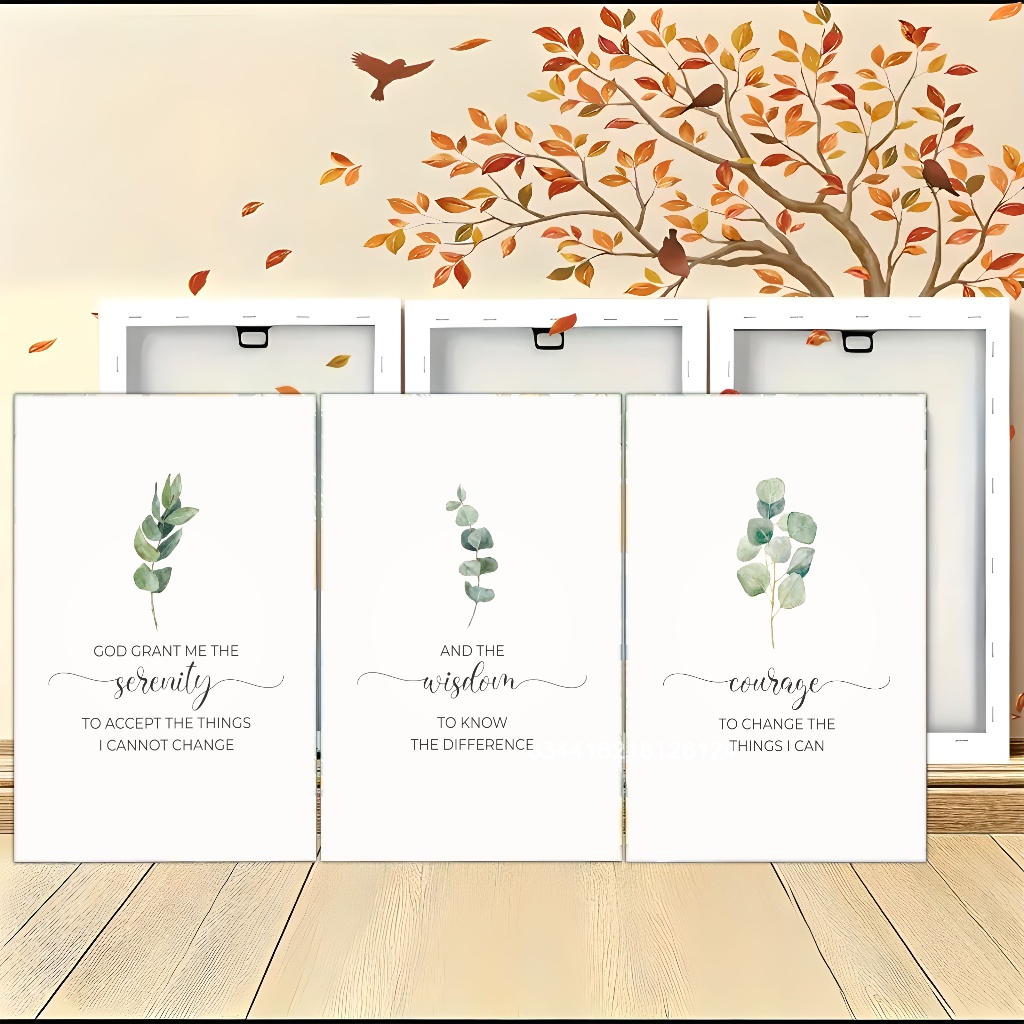 GOD GRANT ME THE
serenity
TO ACCEPT THE THINGS
I CANNOT CHANGE
AND THE
wisdom
TO KNOW
THE DIFFERENCE
courage
TO CHANGE THE
THINGS I CAN